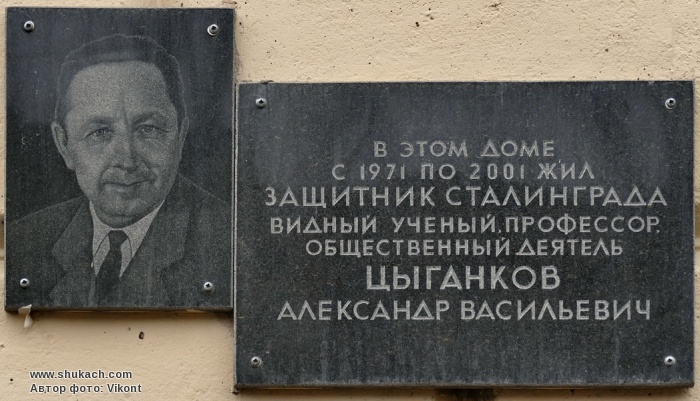 В ЭТОМ ДОМЕ
С 1971 ПО 2001 ЖИЛ
ЗАЩИТНИК СТАЛИНГРАДА
ВИДНЫЙ УЧЕНЫЙ, ПРОФЕССОР,
ОБЩЕСТВЕННЫЙ ДЕЯТЕЛЬ
ЦЫГАНКОВ
АЛЕКСАНДР ВАСИЛЬЕВИЧ
www.shukach.com
Автор фото: Vikont